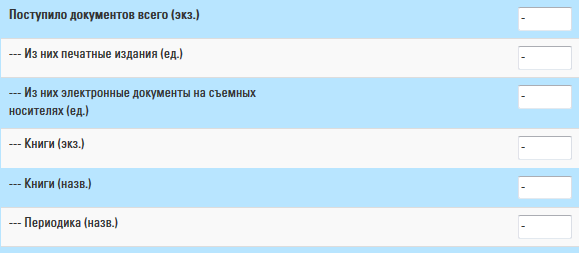 Поступило документов всего (экз.) -
--- Из них печатные издания (ед.) -
--- Из них электронные документы на съемных -
носителях (ед.)
--- Книги (экз.) -
--- Книги (назв.) -
--- Периодика (назв.) -